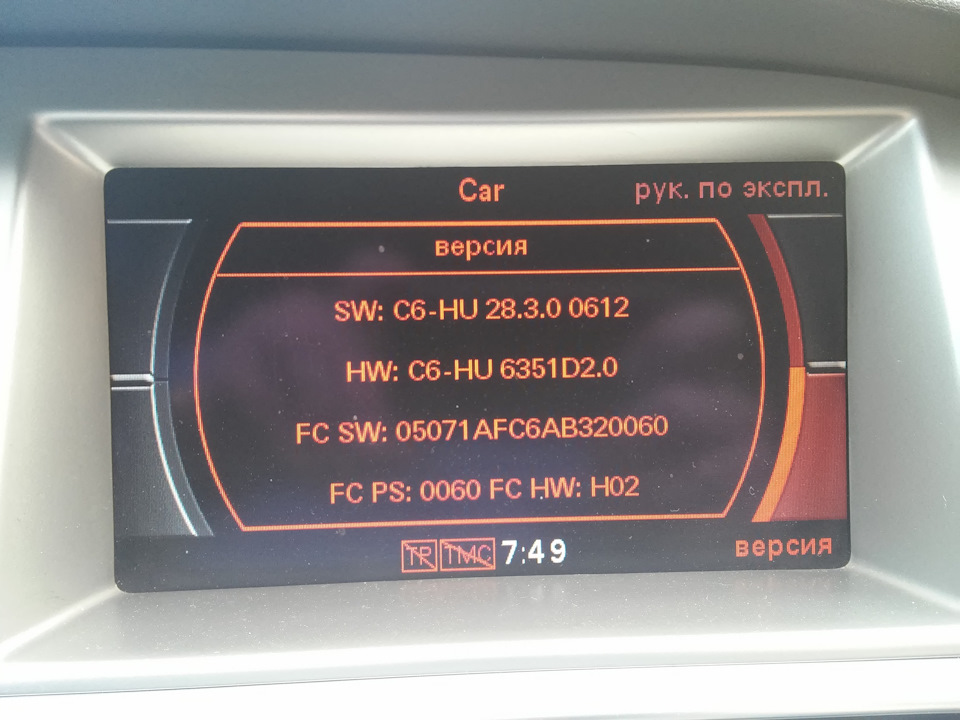 Car
рук. по экспл.
версия
SW: C6-HU 28.3.0 0612
HW: C6-HU 6351D2.0
FC SW: 05071AFC6AB320060
FC PS: 0060 FC HW: H02
TP TMC 7:49
версия